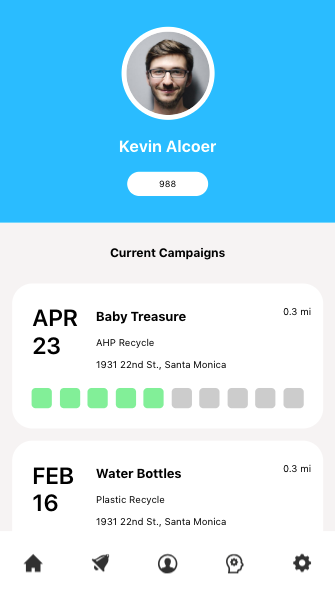 Kevin Alcoer
988
Current Campaigns
APR
23
Baby Treasure
0.3 mi
AHP Recycle
1931 22nd St., Santa Monica
FEB
16
Water Bottles
0.3 mi
Plastic Recycle
1931 22nd St., Santa Monica